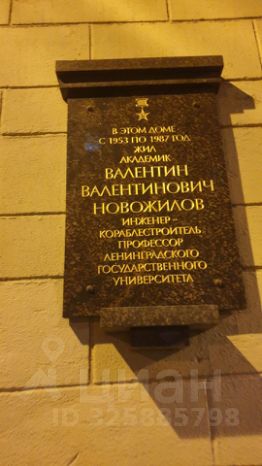 В ЭТОМ ДОМЕ
С 1953 ПО 1987 ГОД
ЖИЛ
АКАДЕМИК
ВАЛЕНТИН
ВАЛЕНТИНОВИЧ
НОВОЖИЛОВ
ИНЖЕНЕР-
КОРАБЛЕСТРОИТЕЛЬ
ПРОФЕССОР
ЛЕНИНГРАДСКОГО
ГОСУДАРСТВЕННОГО
УНИВЕРСИТЕТА
ЦИАН
ID 325885798